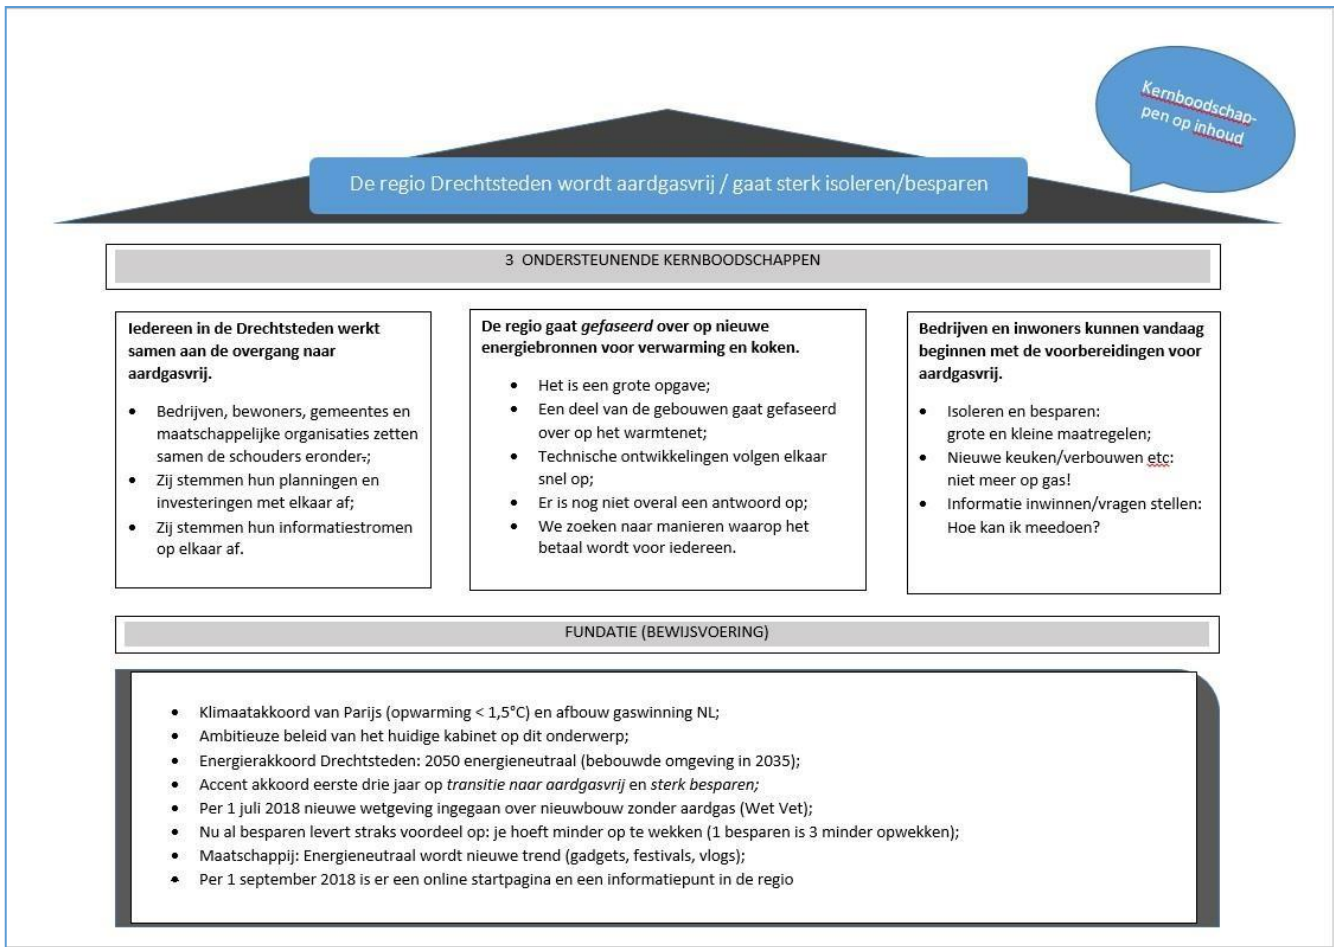 Kernboodschap-
pen op inhoud
De regio Drechtsteden wordt aardgasvrij / gaat sterk isoleren/besparen
3 ONDERSTEUNENDE KERNBOODSCHAPPEN
Iedereen in de Drechtsteden werkt
samen aan de overgang naar
aardgasvrij.
• Bedrijven, bewoners, gemeentes en
maatschappelijke organisaties zetten
samen de schouders eronder.;
• Zij stemmen hun planningen en
investeringen met elkaar af;
• Zij stemmen hun informatiestromen
op elkaar af.
De regio gaat gefaseerd over op nieuwe
energiebronnen voor verwarming en koken.
• Het is een grote opgave;
• Een deel van de gebouwen gaat gefaseerd
over op het warmtenet;
• Technische ontwikkelingen volgen elkaar
snel op;
• Er is nog niet overal een antwoord op;
• We zoeken naar manieren waarop het
betaal wordt voor iedereen.
Bedrijven en inwoners kunnen vandaag
beginnen met de voorbereidingen voor
aardgasvrij.
• Isoleren en besparen:
grote en kleine maatregelen;
• Nieuwe keuken/verbouwen etc:
niet meer op gas!
• Informatie inwinnen/vragen stellen:
Hoe kan ik meedoen?
FUNDATIE (BEWIJSVOERING)
• Klimaatakkoord van Parijs (opwarming < 1,5°C) en afbouw gaswinning NL;
• Ambitieuze beleid van het huidige kabinet op dit onderwerp;
• Energierakkoord Drechtsteden: 2050 energieneutraal (bebouwde omgeving in 2035);
• Accent akkoord eerste drie jaar op transitie naar aardgasvrij en sterk besparen;
• Per 1 juli 2018 nieuwe wetgeving ingegaan over nieuwbouw zonder aardgas (Wet Vet);
• Nu al besparen levert straks voordeel op: je hoeft minder op te wekken (1 besparen is 3 minder opwekken);
• Maatschappij: Energieneutraal wordt nieuwe trend (gadgets, festivals, vlogs);
• Per 1 september 2018 is er een online startpagina en een informatiepunt in de regio